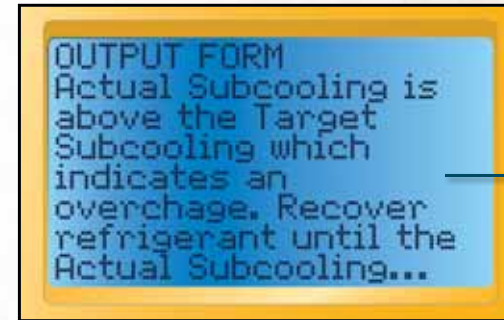 OUTPUT FORM
Actual Subcooling is
above the Target
Subcooling which
indicates an
overchage. Recover
refrigerant until the
Actual Subcooling...